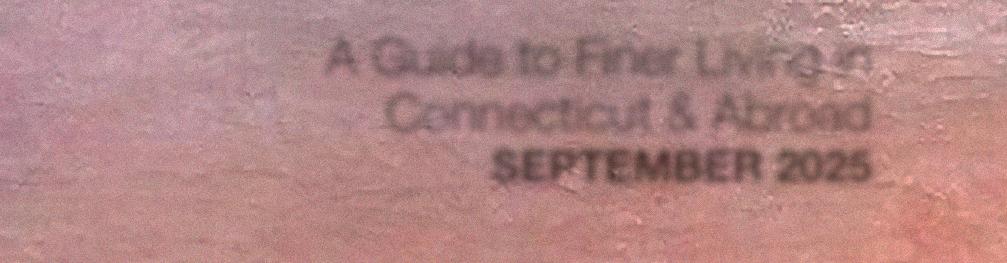 A Guide to Finer Living in
Connecticut & Abroad
SEPTEMBER 2025